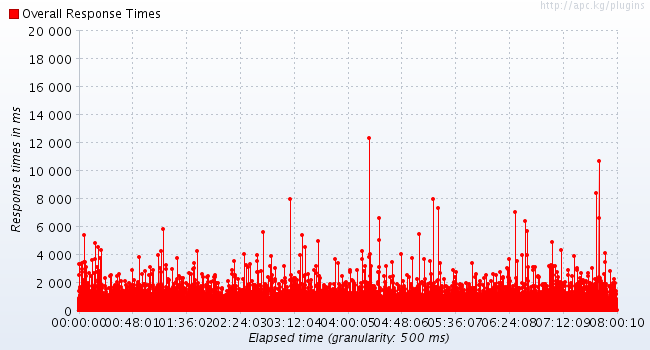 http://apc.kg/plugins
Overall Response Times
20 000
18 000
16 000
14 000
12 000
10 000
8 000
6 000
4 000
2 000
0
Response times in ms
00:00:00 00:48:01 01:36:02 02:24:03 03:12:04 04:00:05 04:48:06 05:36:07 06:24:08 07:12:09 08:00:10
Elapsed time (granularity: 500 ms)